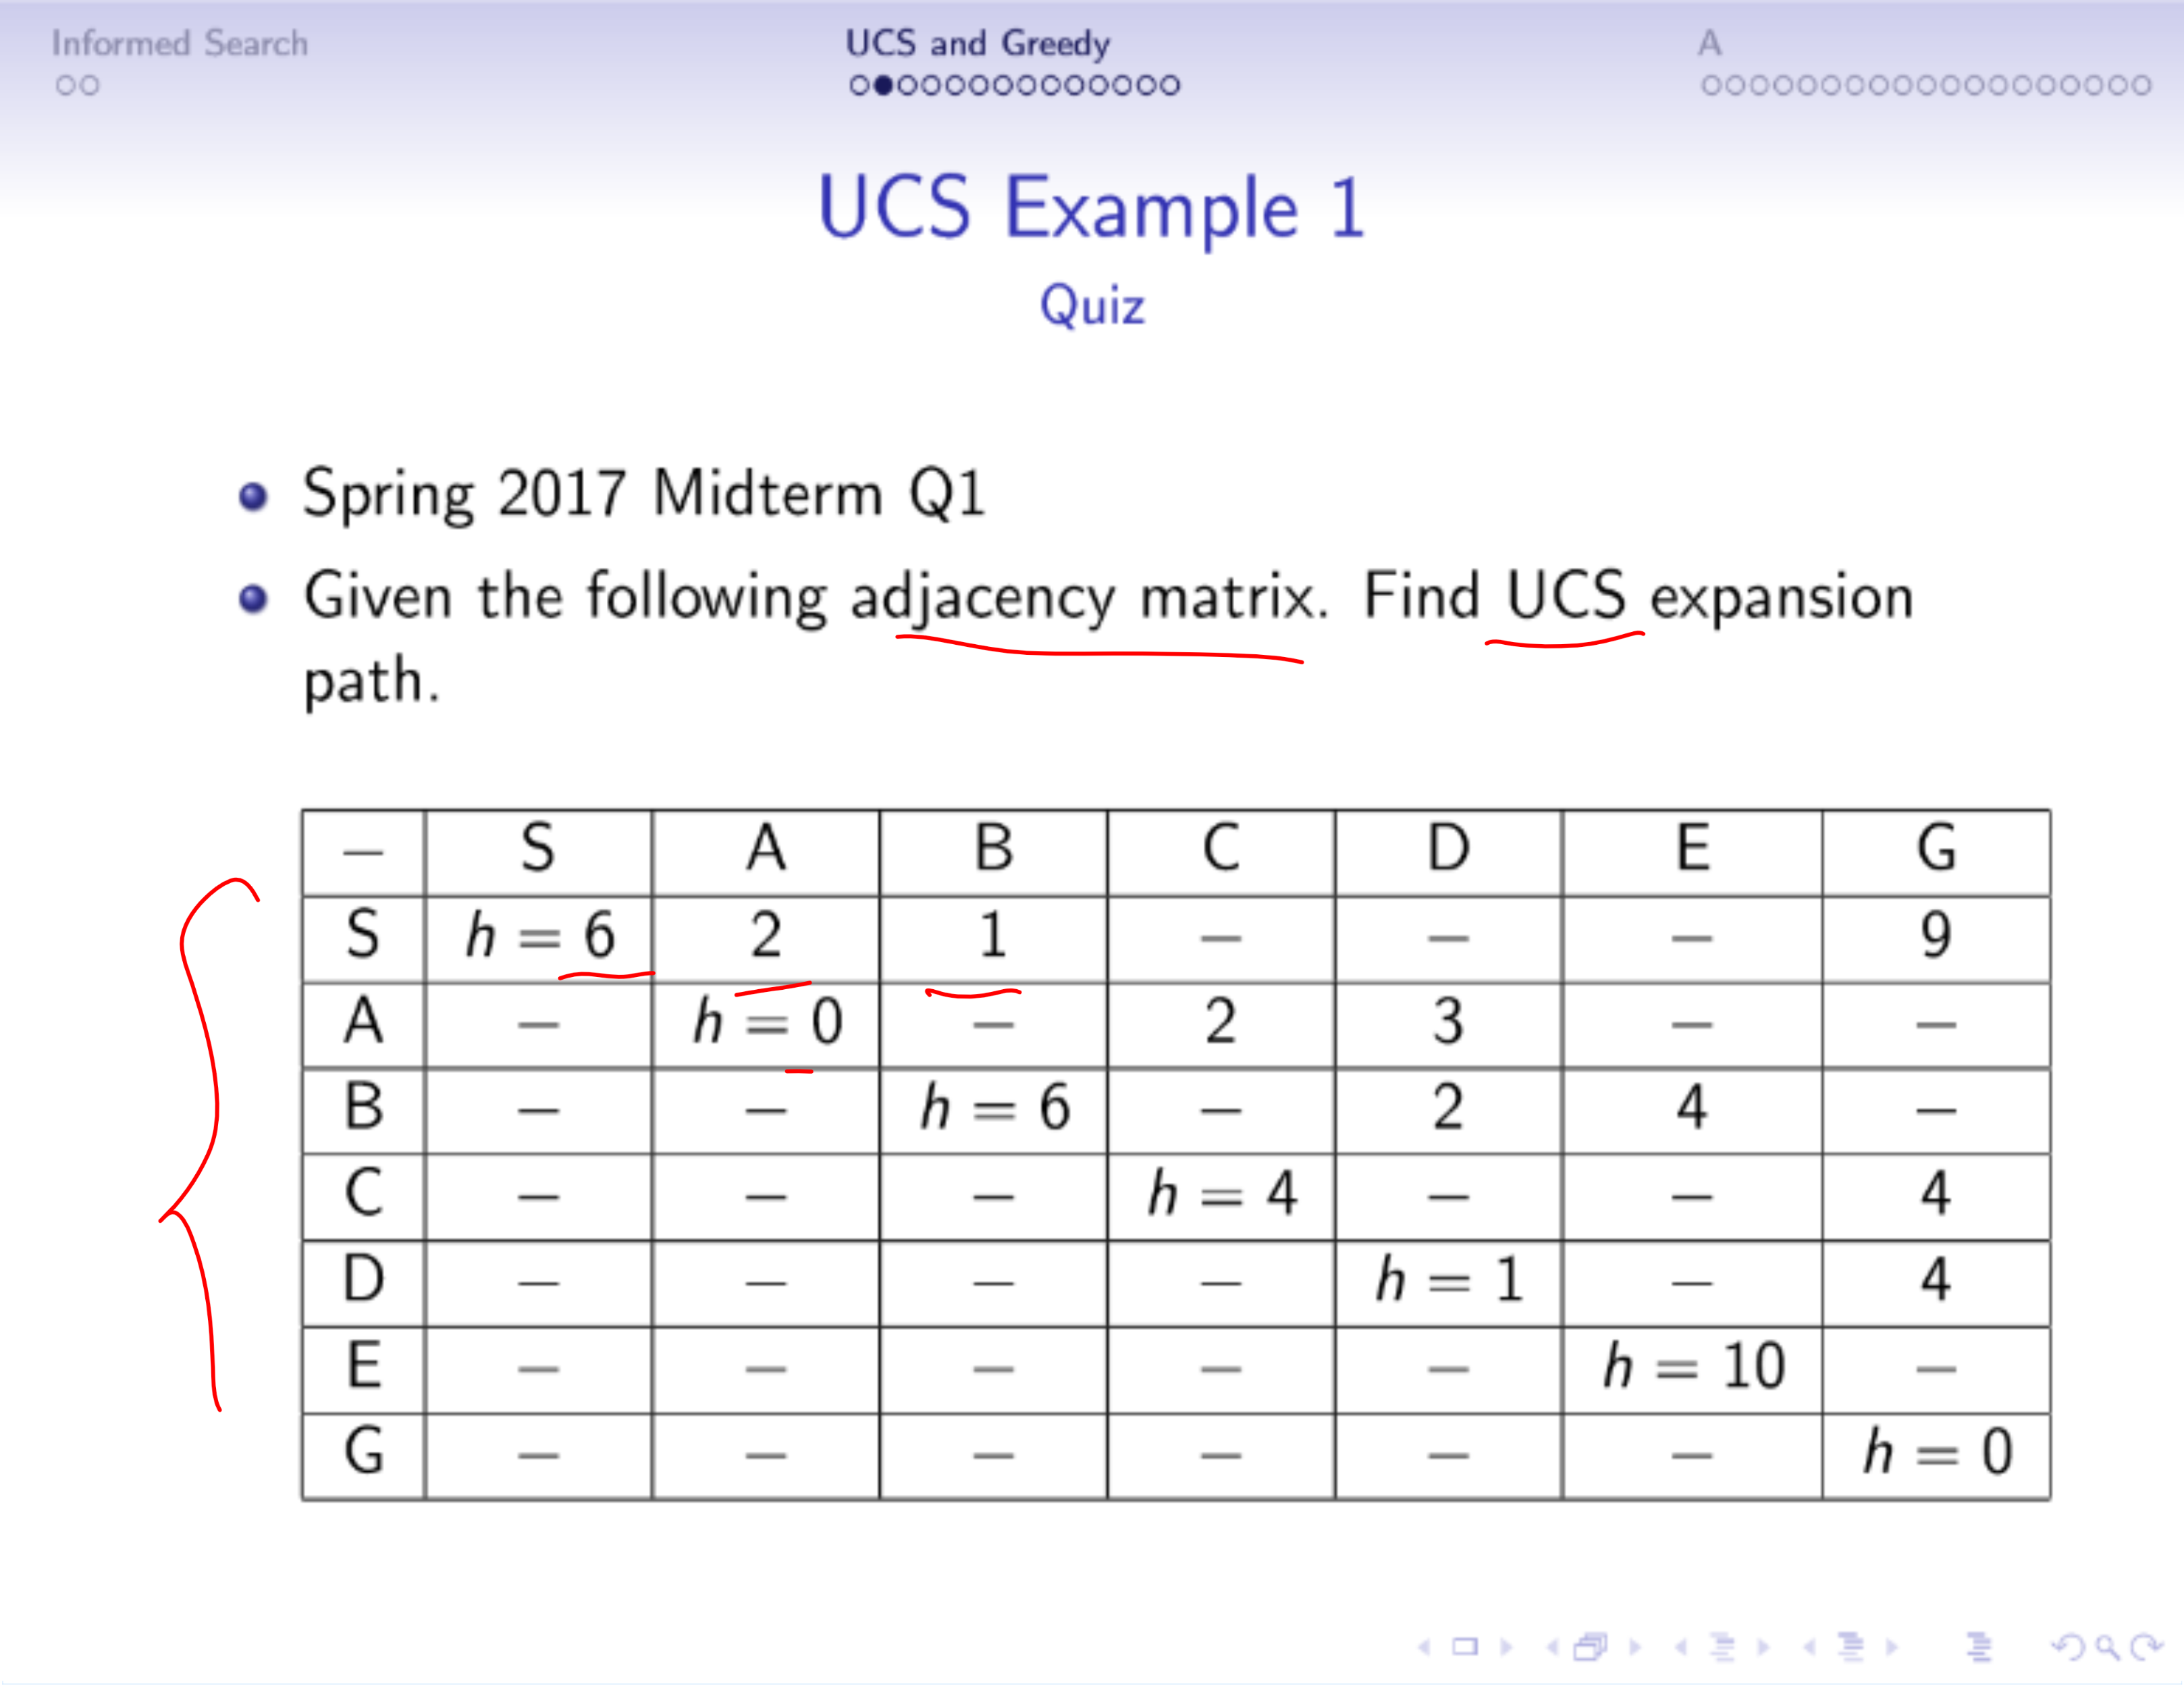 Informed Search UCS and Greedy A
UCS Example 1
Quiz
Spring 2017 Midterm Q1
Given the following adjacency matrix. Find UCS expansion
path.
– S A B C D E G
S h = 6 2 1 – – – 9
A – h = 0 – 2 3 – –
B – – h = 6 – 2 4 –
C – – – h = 4 – – 4
D – – – – h = 1 – 4
E – – – – – h = 10 –
G – – – – – – h = 0